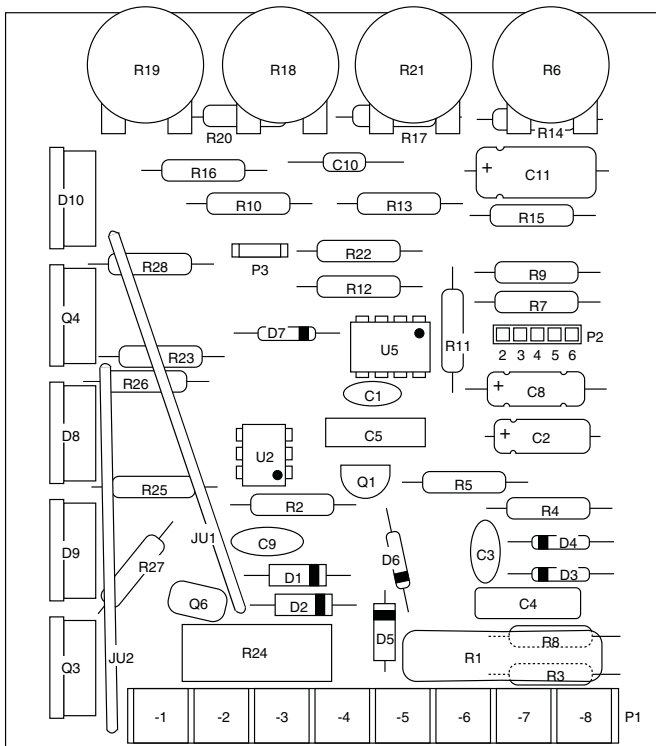 R19 R18 R21 R6
R20 R17 R14
R16 C10 + C11
D10
R10 R13 R15
R28 P3 R22 R9
R12 R7
Q4 D7 U5 R11 P2
2 3 4 5 6
R23
R26 C1 + C8
D8 U2 C5 + C2
R25 Q1 R5
R2 R4
D9 R27 JU1 C9 D6 C3 D4
D1 D3
Q6 D2 D5 C4
Q3 JU2 R24 R1 R8
R3
-1 -2 -3 -4 -5 -6 -7 -8 P1